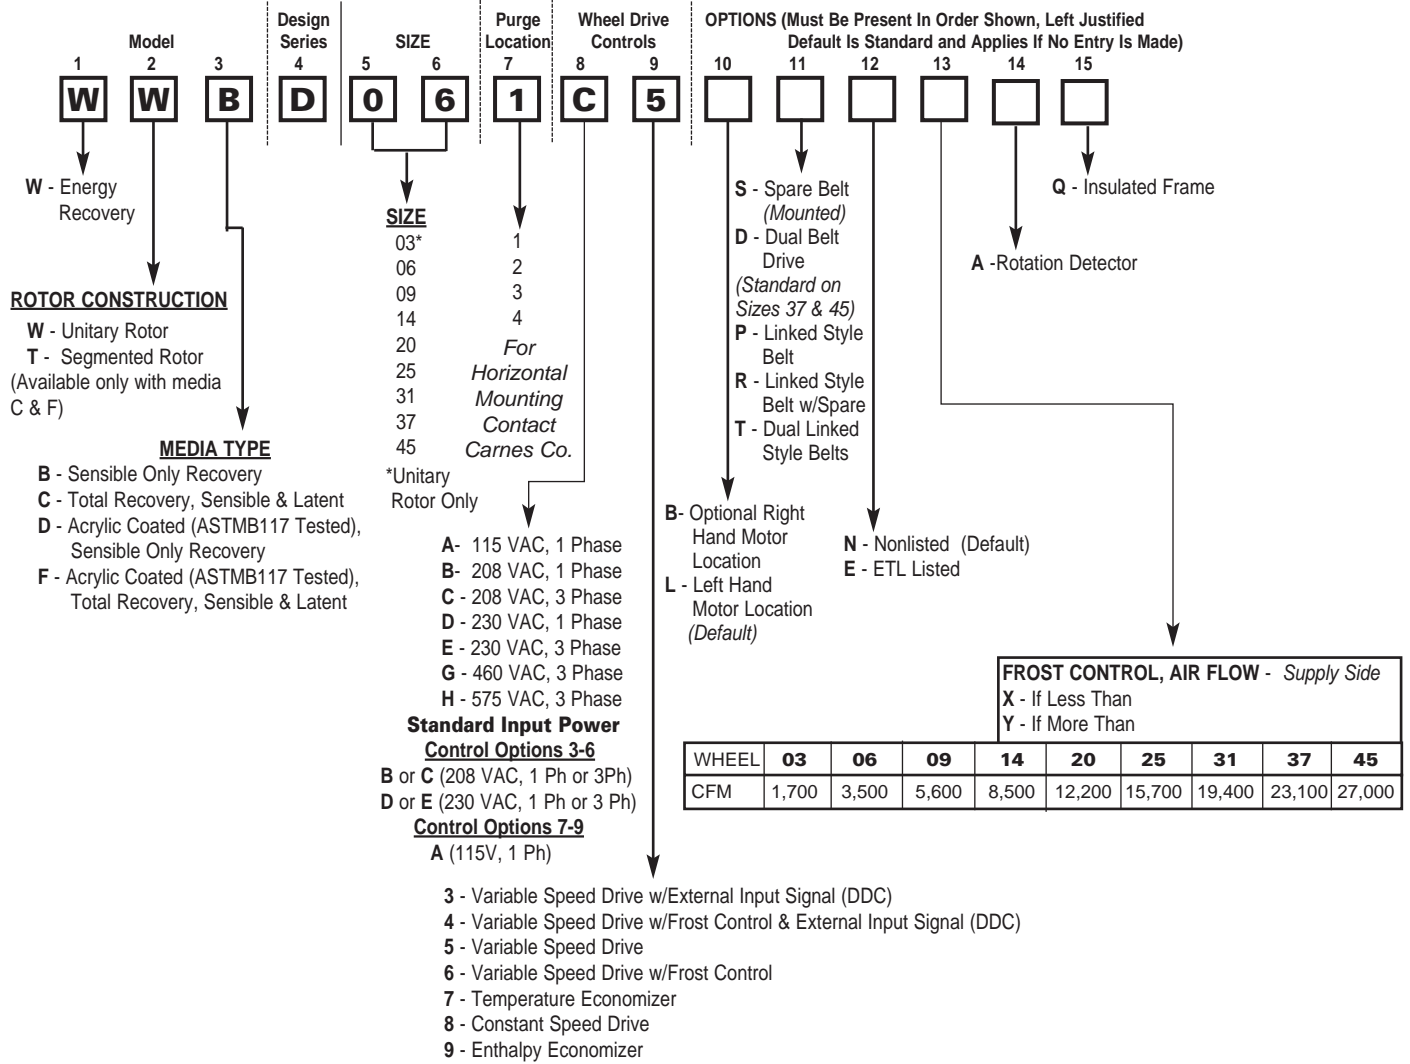 Model
Design
Series
SIZE
Purge
Location
Wheel Drive
Controls
OPTIONS (Must Be Present In Order Shown, Left Justified
Default Is Standard and Applies If No Entry Is Made)
1 2 3 4 5 6 7 8 9 10 11 12 13 14 15
W W B D 0 6 1 C 5
W - Energy
Recovery
ROTOR CONSTRUCTION
W - Unitary Rotor
T - Segmented Rotor
(Available only with media
C & F)
MEDIA TYPE
B - Sensible Only Recovery
C - Total Recovery, Sensible & Latent
D - Acrylic Coated (ASTMB117 Tested),
Sensible Only Recovery
F - Acrylic Coated (ASTMB117 Tested),
Total Recovery, Sensible & Latent
SIZE
03*
06
09
14
20
25
31
37
45
*Unitary
Rotor Only
1
2
3
4
For
Horizontal
Mounting
Contact
Carnes Co.
A- 115 VAC, 1 Phase
B- 208 VAC, 1 Phase
C - 208 VAC, 3 Phase
D - 230 VAC, 1 Phase
E - 230 VAC, 3 Phase
G - 460 VAC, 3 Phase
H - 575 VAC, 3 Phase
Standard Input Power
Control Options 3-6
B or C (208 VAC, 1 Ph or 3Ph)
D or E (230 VAC, 1 Ph or 3 Ph)
Control Options 7-9
A (115V, 1 Ph)
3 - Variable Speed Drive w/External Input Signal (DDC)
4 - Variable Speed Drive w/Frost Control & External Input Signal (DDC)
5 - Variable Speed Drive
6 - Variable Speed Drive w/Frost Control
7 - Temperature Economizer
8 - Constant Speed Drive
9 - Enthalpy Economizer
B- Optional Right
Hand Motor
Location
L - Left Hand
Motor Location
(Default)
S - Spare Belt
(Mounted)
D - Dual Belt
Drive
(Standard on
Sizes 37 & 45)
P - Linked Style
Belt
R - Linked Style
Belt w/Spare
T - Dual Linked
Style Belts
N - Nonlisted (Default)
E - ETL Listed
A -Rotation Detector
Q - Insulated Frame
FROST CONTROL, AIR FLOW - Supply Side
X - If Less Than
Y - If More Than
WHEEL 03 06 09 14 20 25 31 37 45
CFM 1,700 3,500 5,600 8,500 12,200 15,700 19,400 23,100 27,000